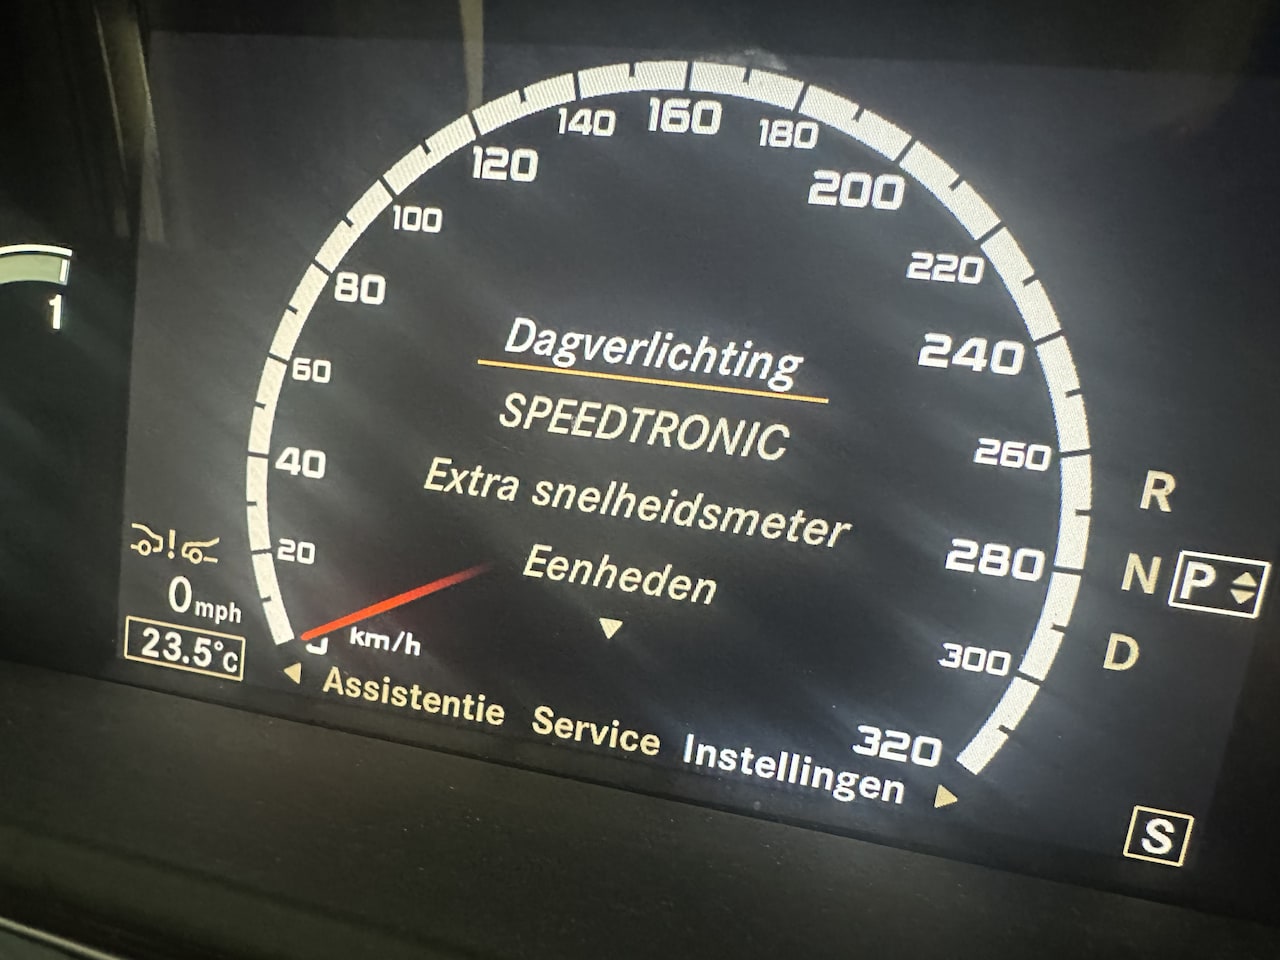 1
0 mph
23.5°C
20
40
60
80
100
120
140
160
180
200
220
240
260
280
300
320
km/h
Dagverlichting
SPEEDTRONIC
Extra snelheidsmeter
Eenheden
Assistentie Service Instellingen
R
N P
D
S